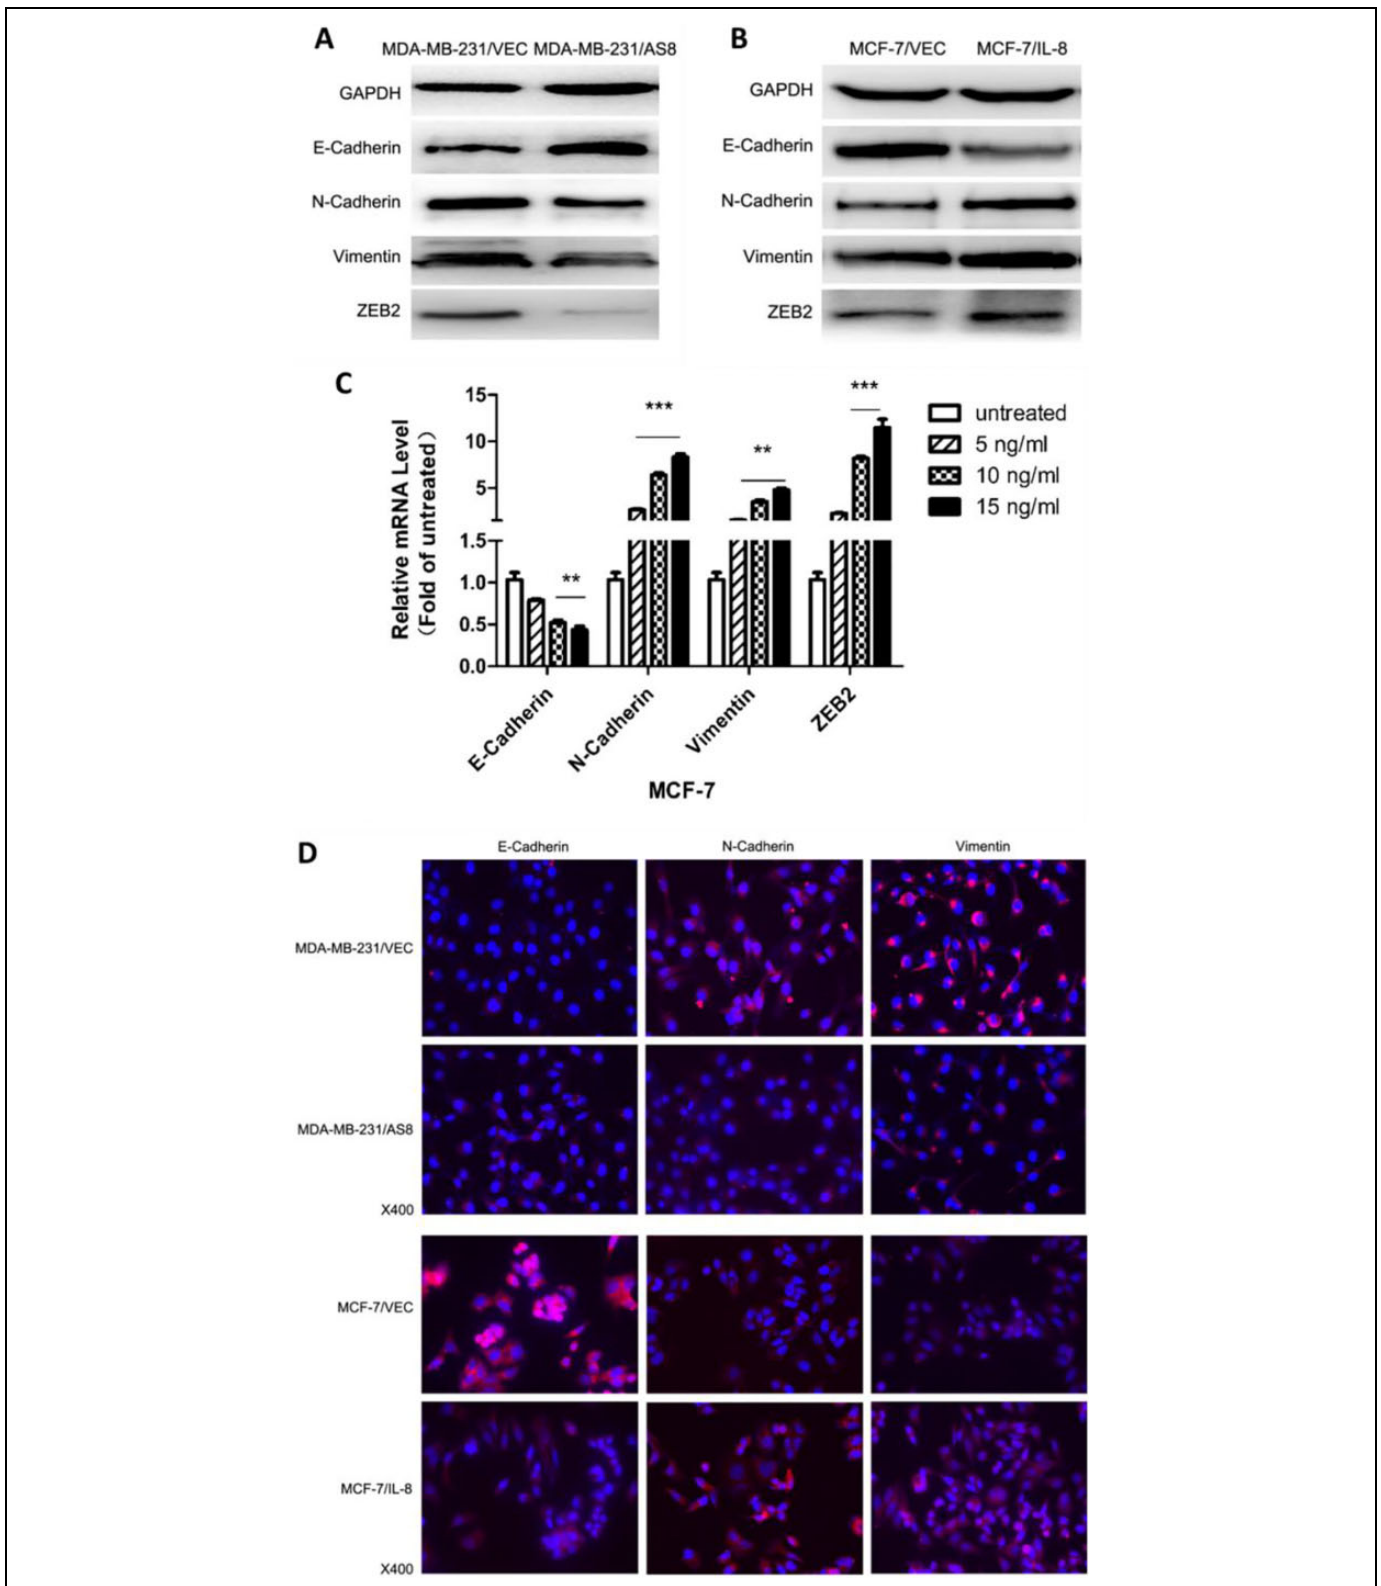 A
MDA-MB-231/VEC MDA-MB-231/AS8
GAPDH
E-Cadherin
N-Cadherin
Vimentin
ZEB2
B
MCF-7/VEC MCF-7/IL-8
GAPDH
E-Cadherin
N-Cadherin
Vimentin
ZEB2
C
Relative mRNA Level
(Fold of untreated)
15
10
5
1.5
1.0
0.5
0.0
**
***
**
***
untreated
5 ng/ml
10 ng/ml
15 ng/ml
E-Cadherin
N-Cadherin
Vimentin
ZEB2
MCF-7
D
E-Cadherin N-Cadherin Vimentin
MDA-MB-231/VEC
MDA-MB-231/AS8
X400
MCF-7/VEC
MCF-7/IL-8
X400